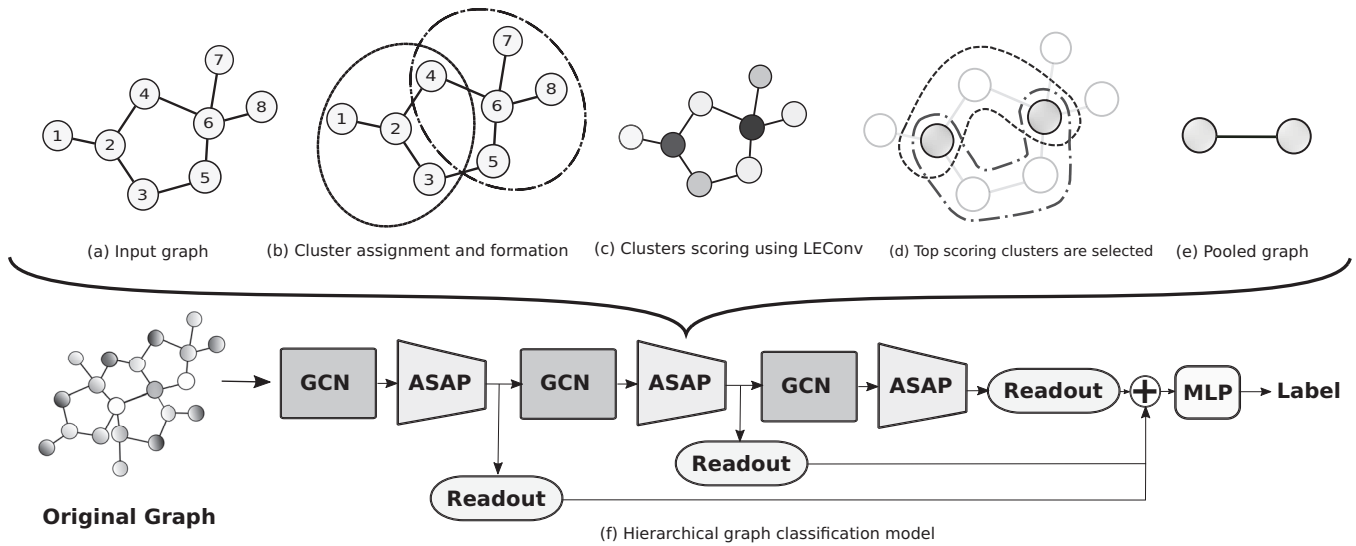 7
4
8
6
1
2
5
3
7
4
8
6
1
2
5
3
(a) Input graph
(b) Cluster assignment and formation
(c) Clusters scoring using LEConv
(d) Top scoring clusters are selected
(e) Pooled graph
GCN
ASAP
GCN
ASAP
GCN
ASAP
Readout
+
MLP
Label
Readout
Readout
Original Graph
(f) Hierarchical graph classification model